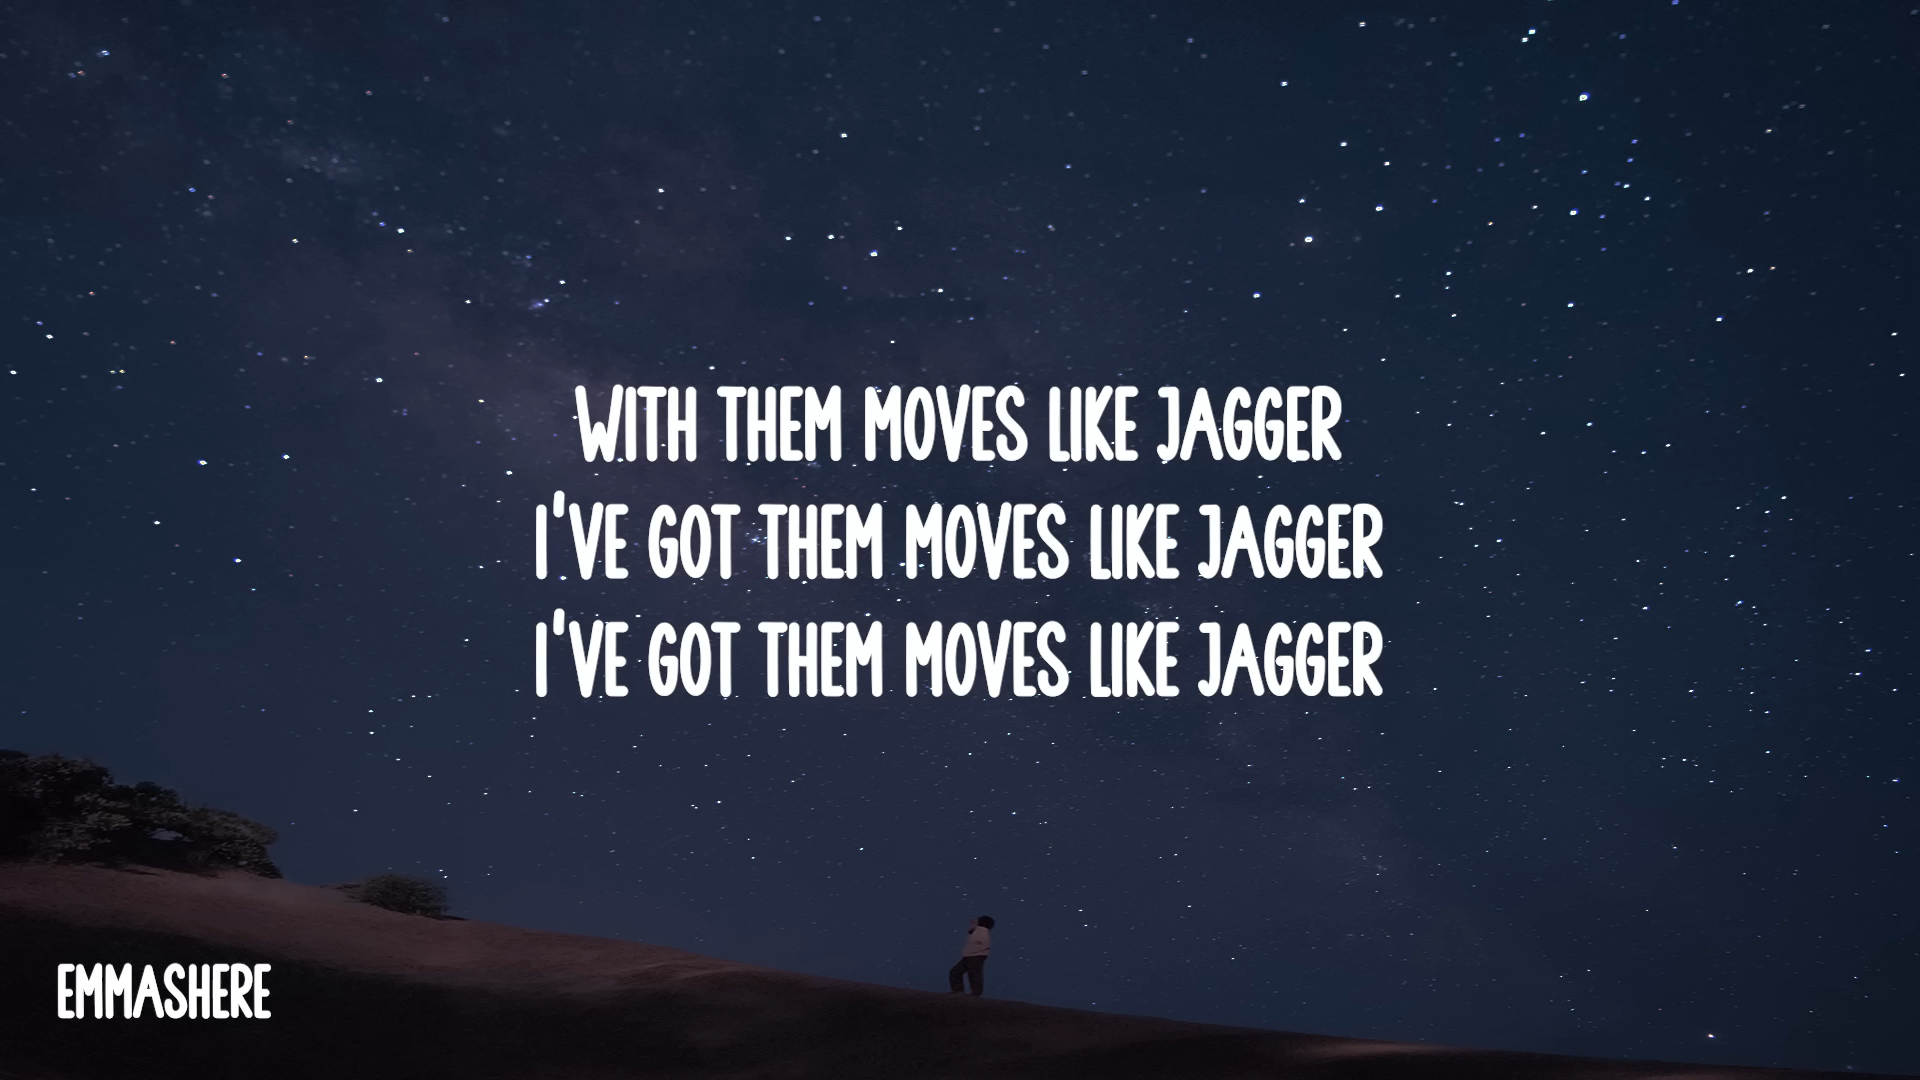 WITH THEM MOVES LIKE JAGGER
I'VE GOT THEM MOVES LIKE JAGGER
I'VE GOT THEM MOVES LIKE JAGGER
EMMASHERE